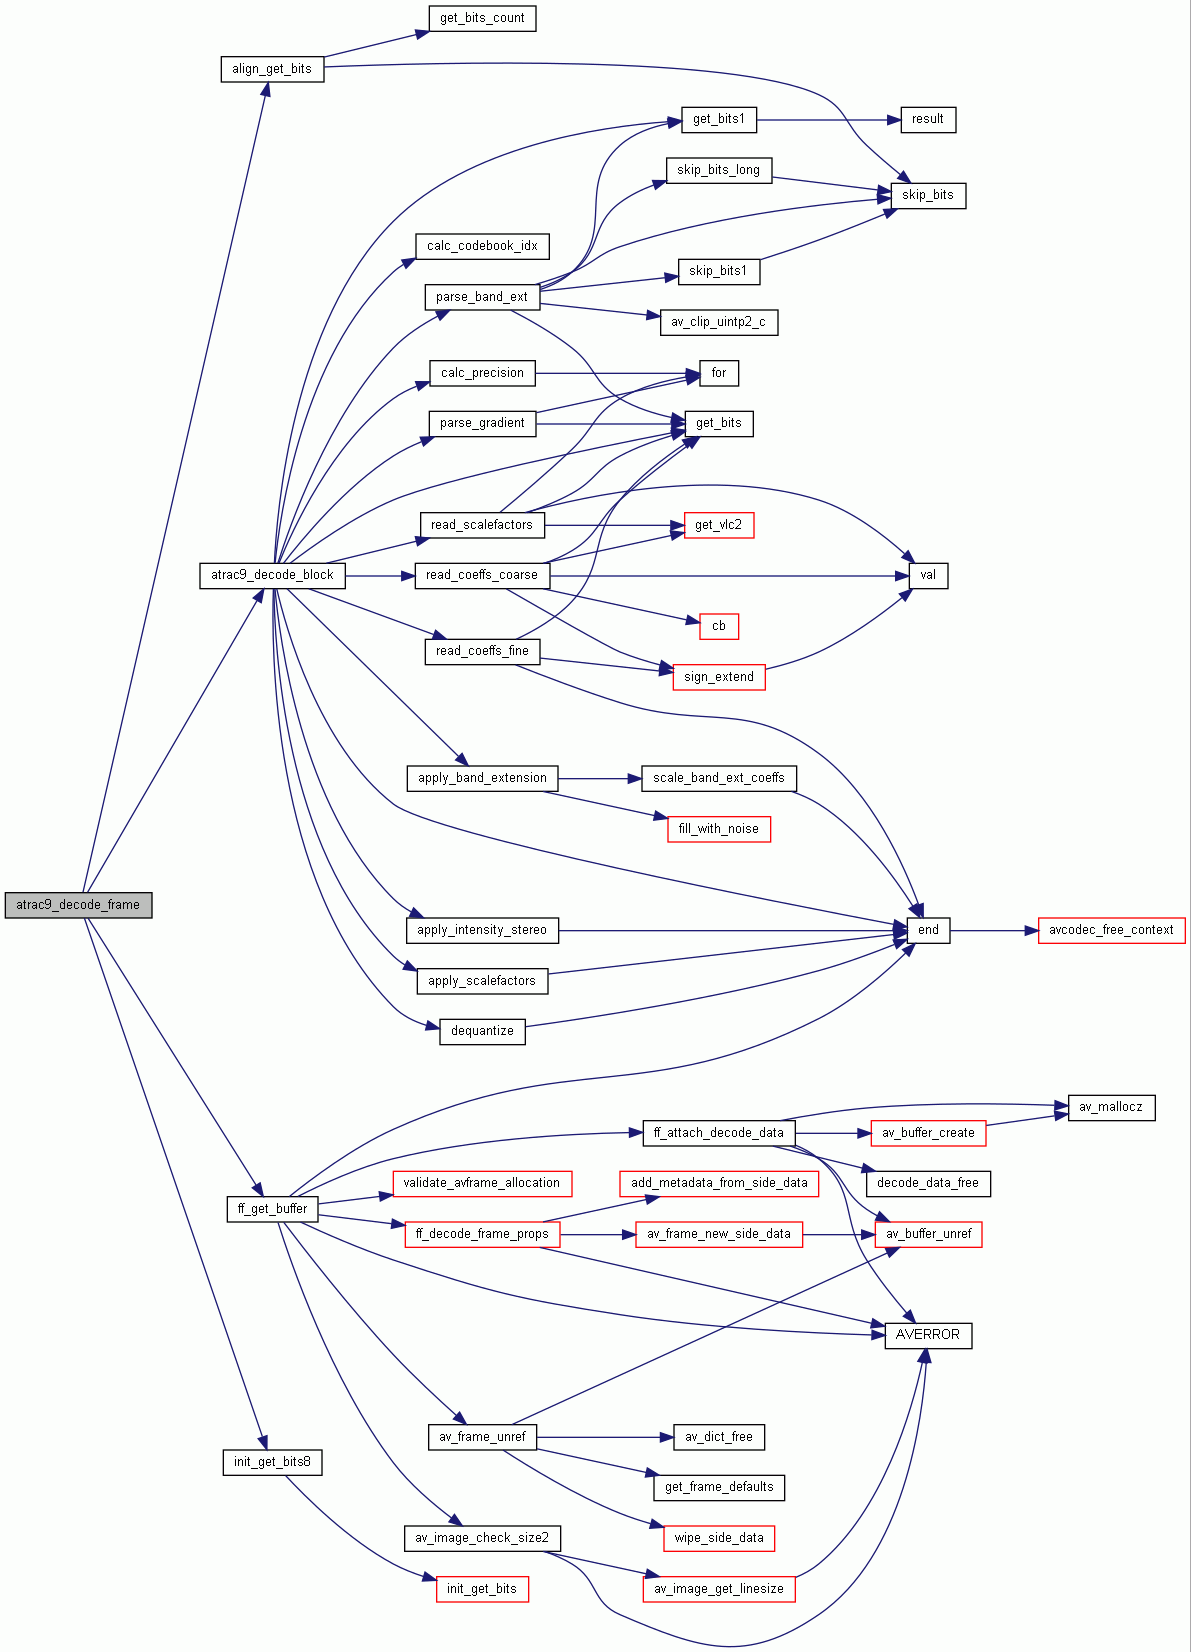 get_bits_count
align_get_bits
get_bits1
result
skip_bits_long
skip_bits
calc_codebook_idx
skip_bits1
parse_band_ext
av_clip_uintp2_c
calc_precision
for
parse_gradient
get_bits
read_scalefactors
get_vlc2
atrac9_decode_block
read_coeffs_coarse
val
cb
read_coeffs_fine
sign_extend
apply_band_extension
scale_band_ext_coeffs
fill_with_noise
atrac9_decode_frame
apply_intensity_stereo
end
avcodec_free_context
apply_scalefactors
dequantize
av_mallocz
ff_attach_decode_data
av_buffer_create
validate_avframe_allocation
add_metadata_from_side_data
decode_data_free
ff_get_buffer
ff_decode_frame_props
av_frame_new_side_data
av_buffer_unref
AVERROR
av_frame_unref
av_dict_free
init_get_bits8
get_frame_defaults
av_image_check_size2
wipe_side_data
init_get_bits
av_image_get_linesize